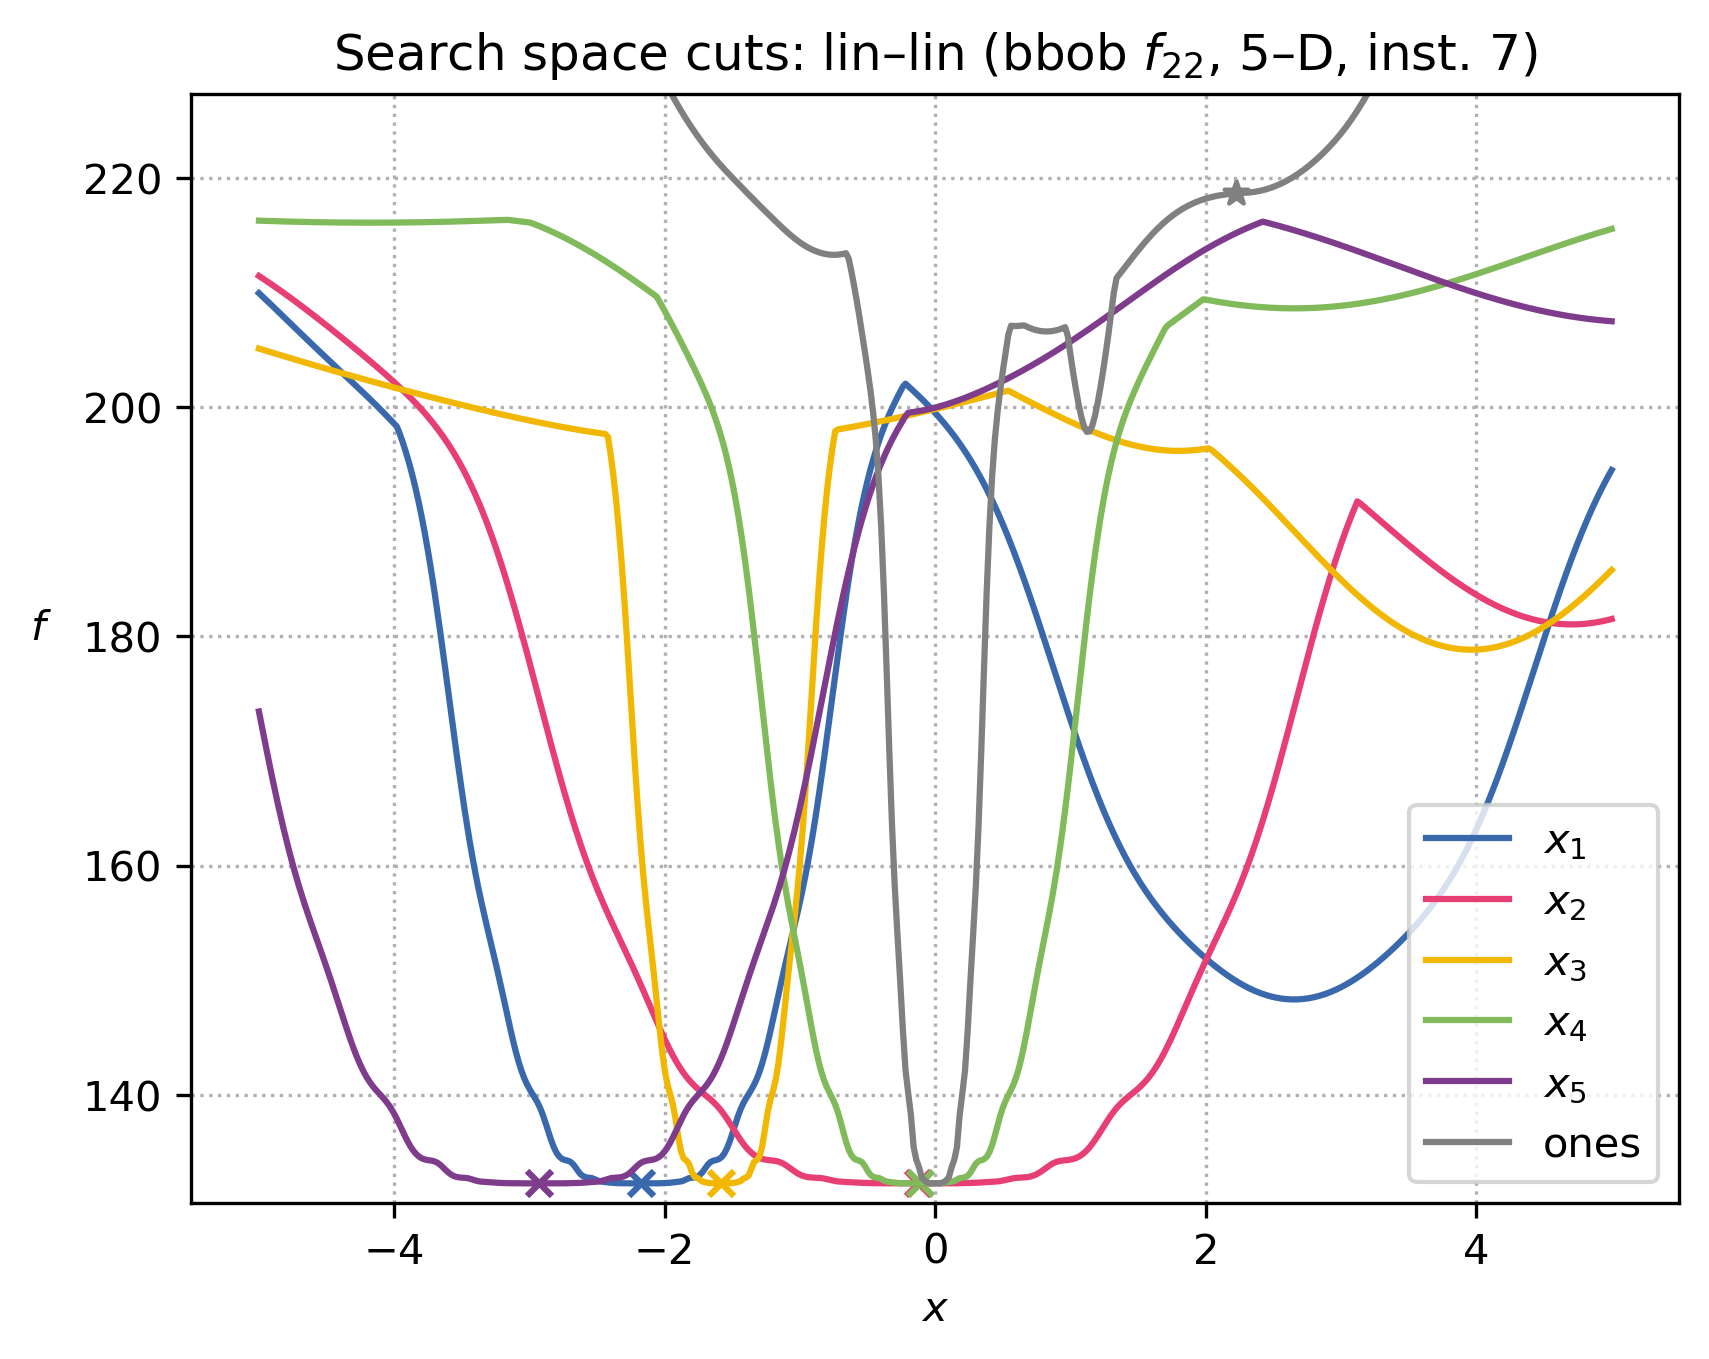 Search space cuts: lin–lin (bbob f₂₂, 5–D, inst. 7)
220
200
180
160
140
f
−4
−2
0
2
4
x
x₁
x₂
x₃
x₄
x₅
ones